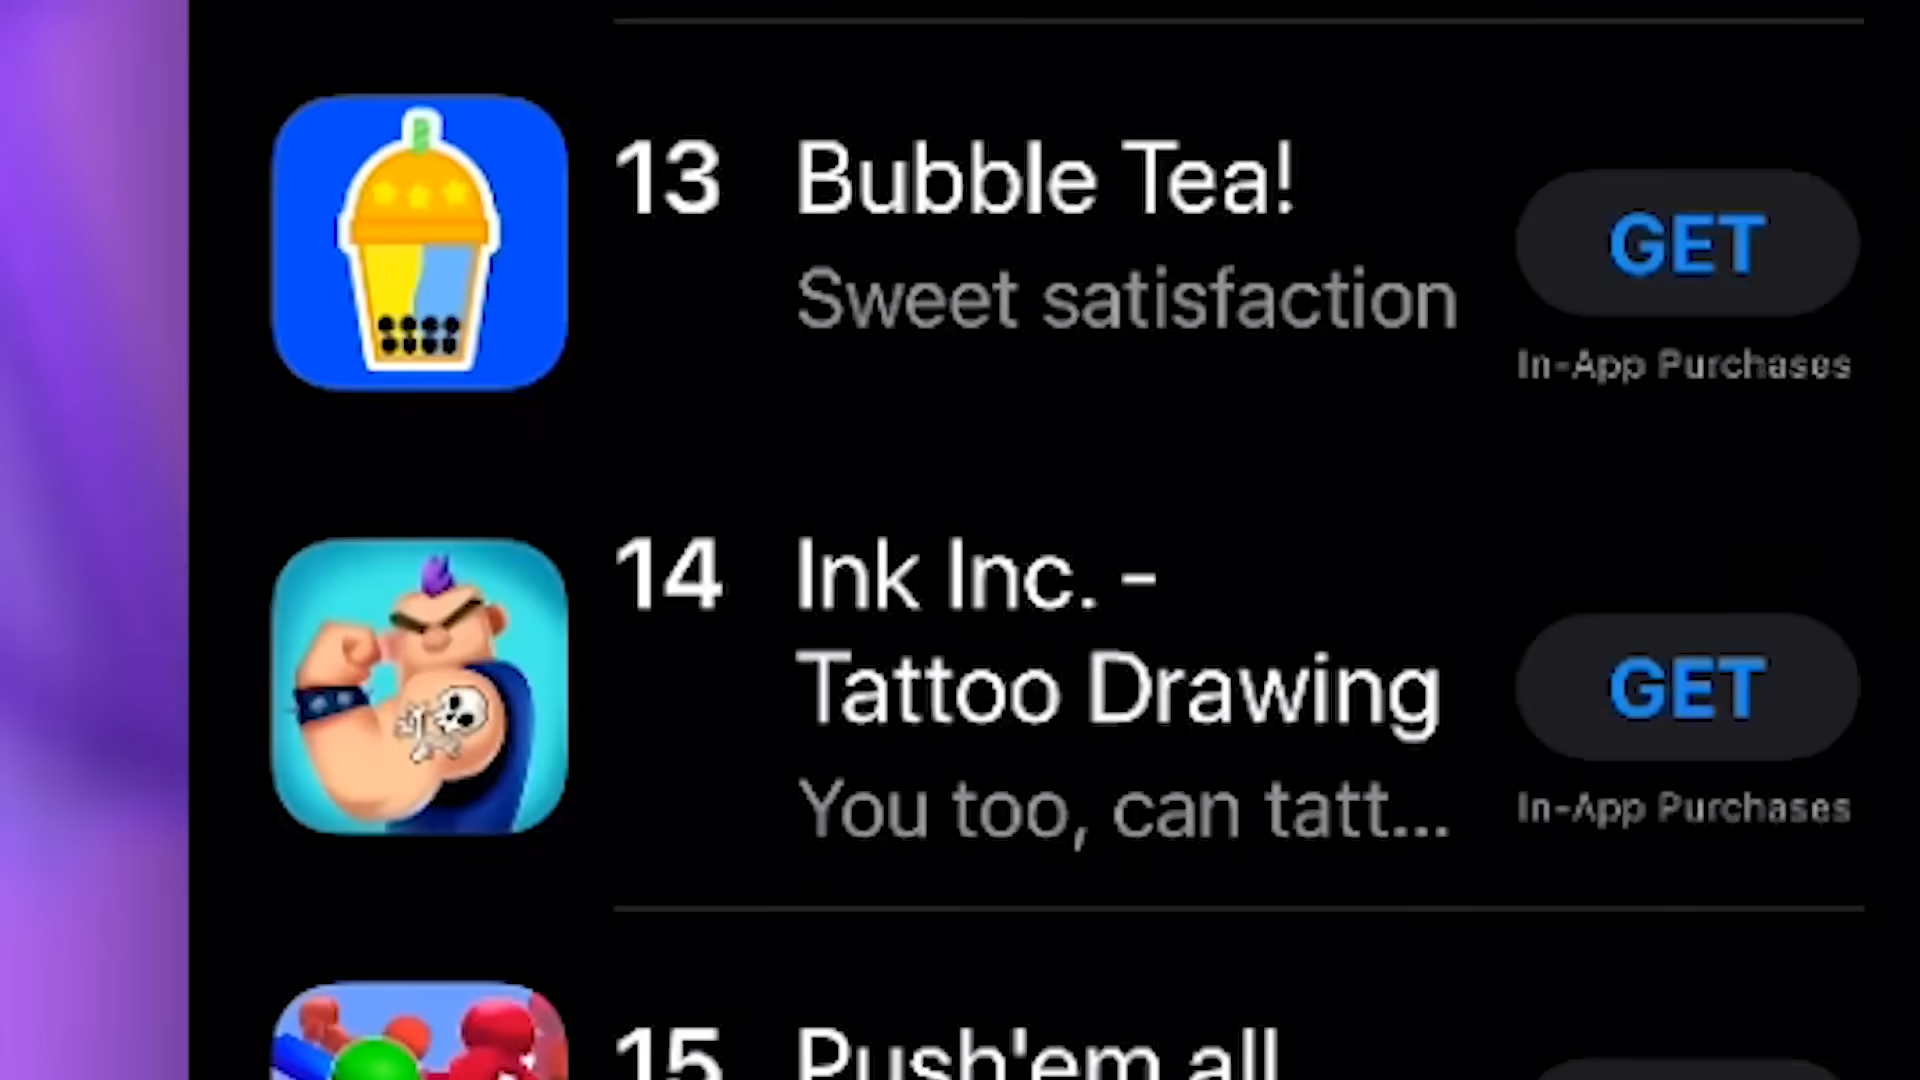 13 Bubble Tea!
Sweet satisfaction
GET
In-App Purchases
14 Ink Inc. -
Tattoo Drawing
You too, can tatt...
GET
In-App Purchases
15 Push'em all